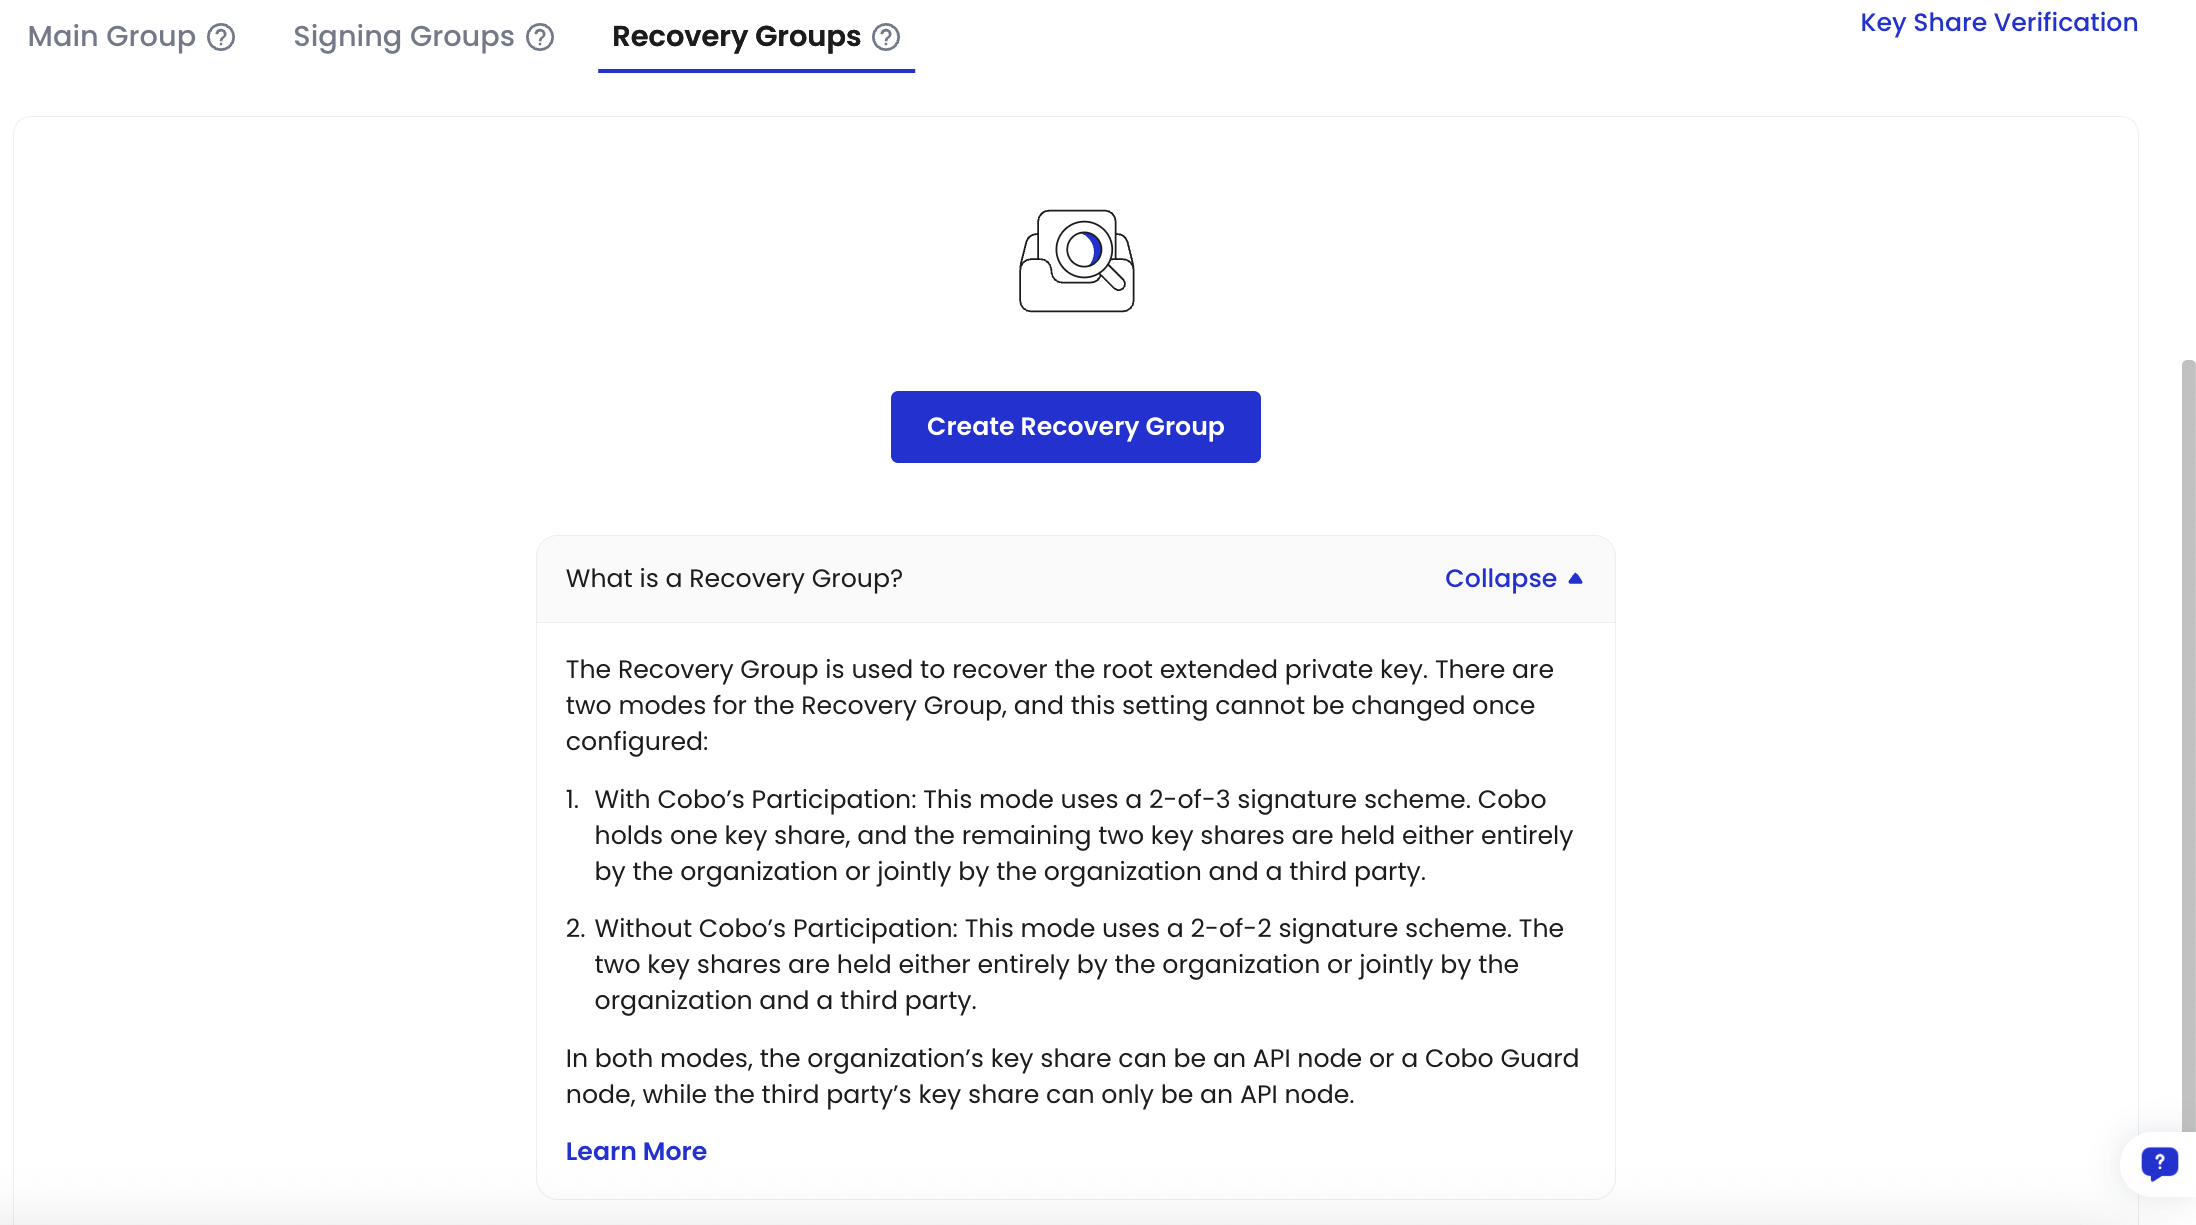 Main Group ?
Signing Groups ?
Recovery Groups ?
Key Share Verification
Create Recovery Group
What is a Recovery Group?
Collapse
The Recovery Group is used to recover the root extended private key. There are
two modes for the Recovery Group, and this setting cannot be changed once
configured:
1. With Cobo’s Participation: This mode uses a 2-of-3 signature scheme. Cobo
holds one key share, and the remaining two key shares are held either entirely
by the organization or jointly by the organization and a third party.
2. Without Cobo’s Participation: This mode uses a 2-of-2 signature scheme. The
two key shares are held either entirely by the organization or jointly by the
organization and a third party.
In both modes, the organization’s key share can be an API node or a Cobo Guard
node, while the third party’s key share can only be an API node.
Learn More
?